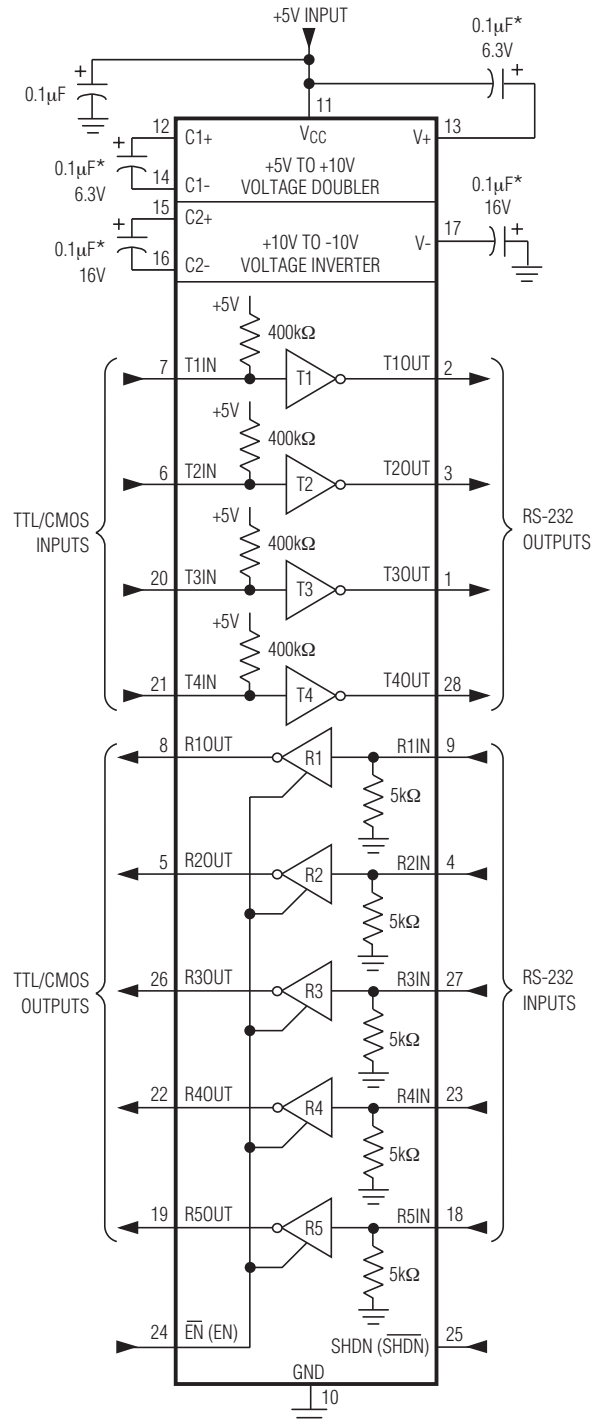 +5V INPUT
0.1μF
0.1μF*
6.3V
11
VCC
12
C1+
0.1μF*
6.3V
14
C1-
+5V TO +10V
VOLTAGE DOUBLER
V+
13
15
C2+
0.1μF*
16V
16
C2-
+10V TO -10V
VOLTAGE INVERTER
V-
17
0.1μF*
16V
TTL/CMOS
INPUTS
+5V
400kΩ
7 T1IN T1 T1OUT 2
+5V
400kΩ
6 T2IN T2 T2OUT 3
+5V
400kΩ
20 T3IN T3 T3OUT 1
+5V
400kΩ
21 T4IN T4 T4OUT 28
RS-232
OUTPUTS
TTL/CMOS
OUTPUTS
8 R1OUT R1 R1IN 9
5kΩ
5 R2OUT R2 R2IN 4
5kΩ
26 R3OUT R3 R3IN 27
5kΩ
22 R4OUT R4 R4IN 23
5kΩ
19 R5OUT R5 R5IN 18
5kΩ
RS-232
INPUTS
24 E̅N̅ (EN)
SHDN (S̅H̅D̅N̅) 25
GND
10